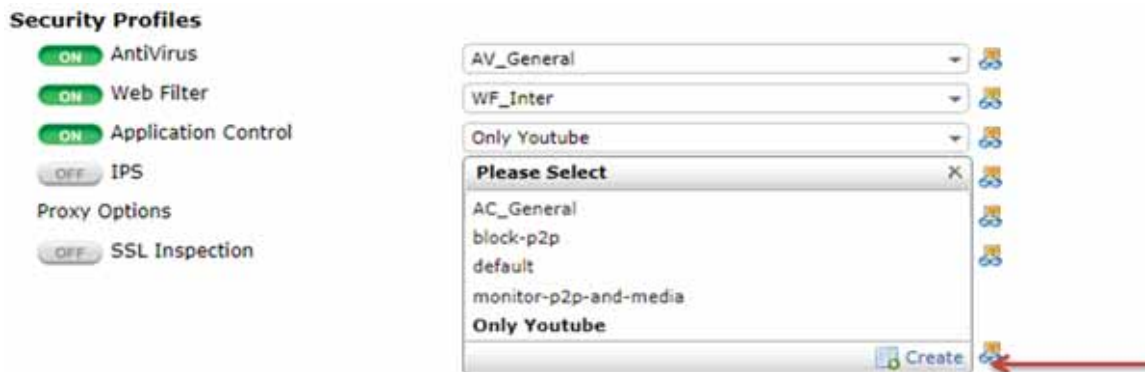 Security Profiles
ON AntiVirus AV_General
ON Web Filter WF_Inter
ON Application Control Only Youtube
OFF IPS Please Select
Proxy Options AC_General
block-p2p
OFF SSL Inspection default
monitor-p2p-and-media
Only Youtube
Create